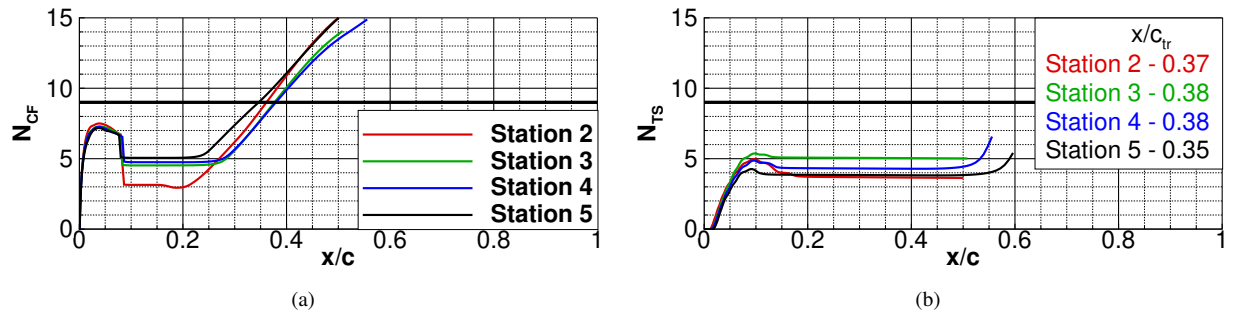 15
10
5
0
N_CF
0
0.2
0.4
0.6
0.8
1
x/c
Station 2
Station 3
Station 4
Station 5
(a)
15
10
5
0
N_TS
0
0.2
0.4
0.6
0.8
1
x/c
x/c_tr
Station 2 - 0.37
Station 3 - 0.38
Station 4 - 0.38
Station 5 - 0.35
(b)